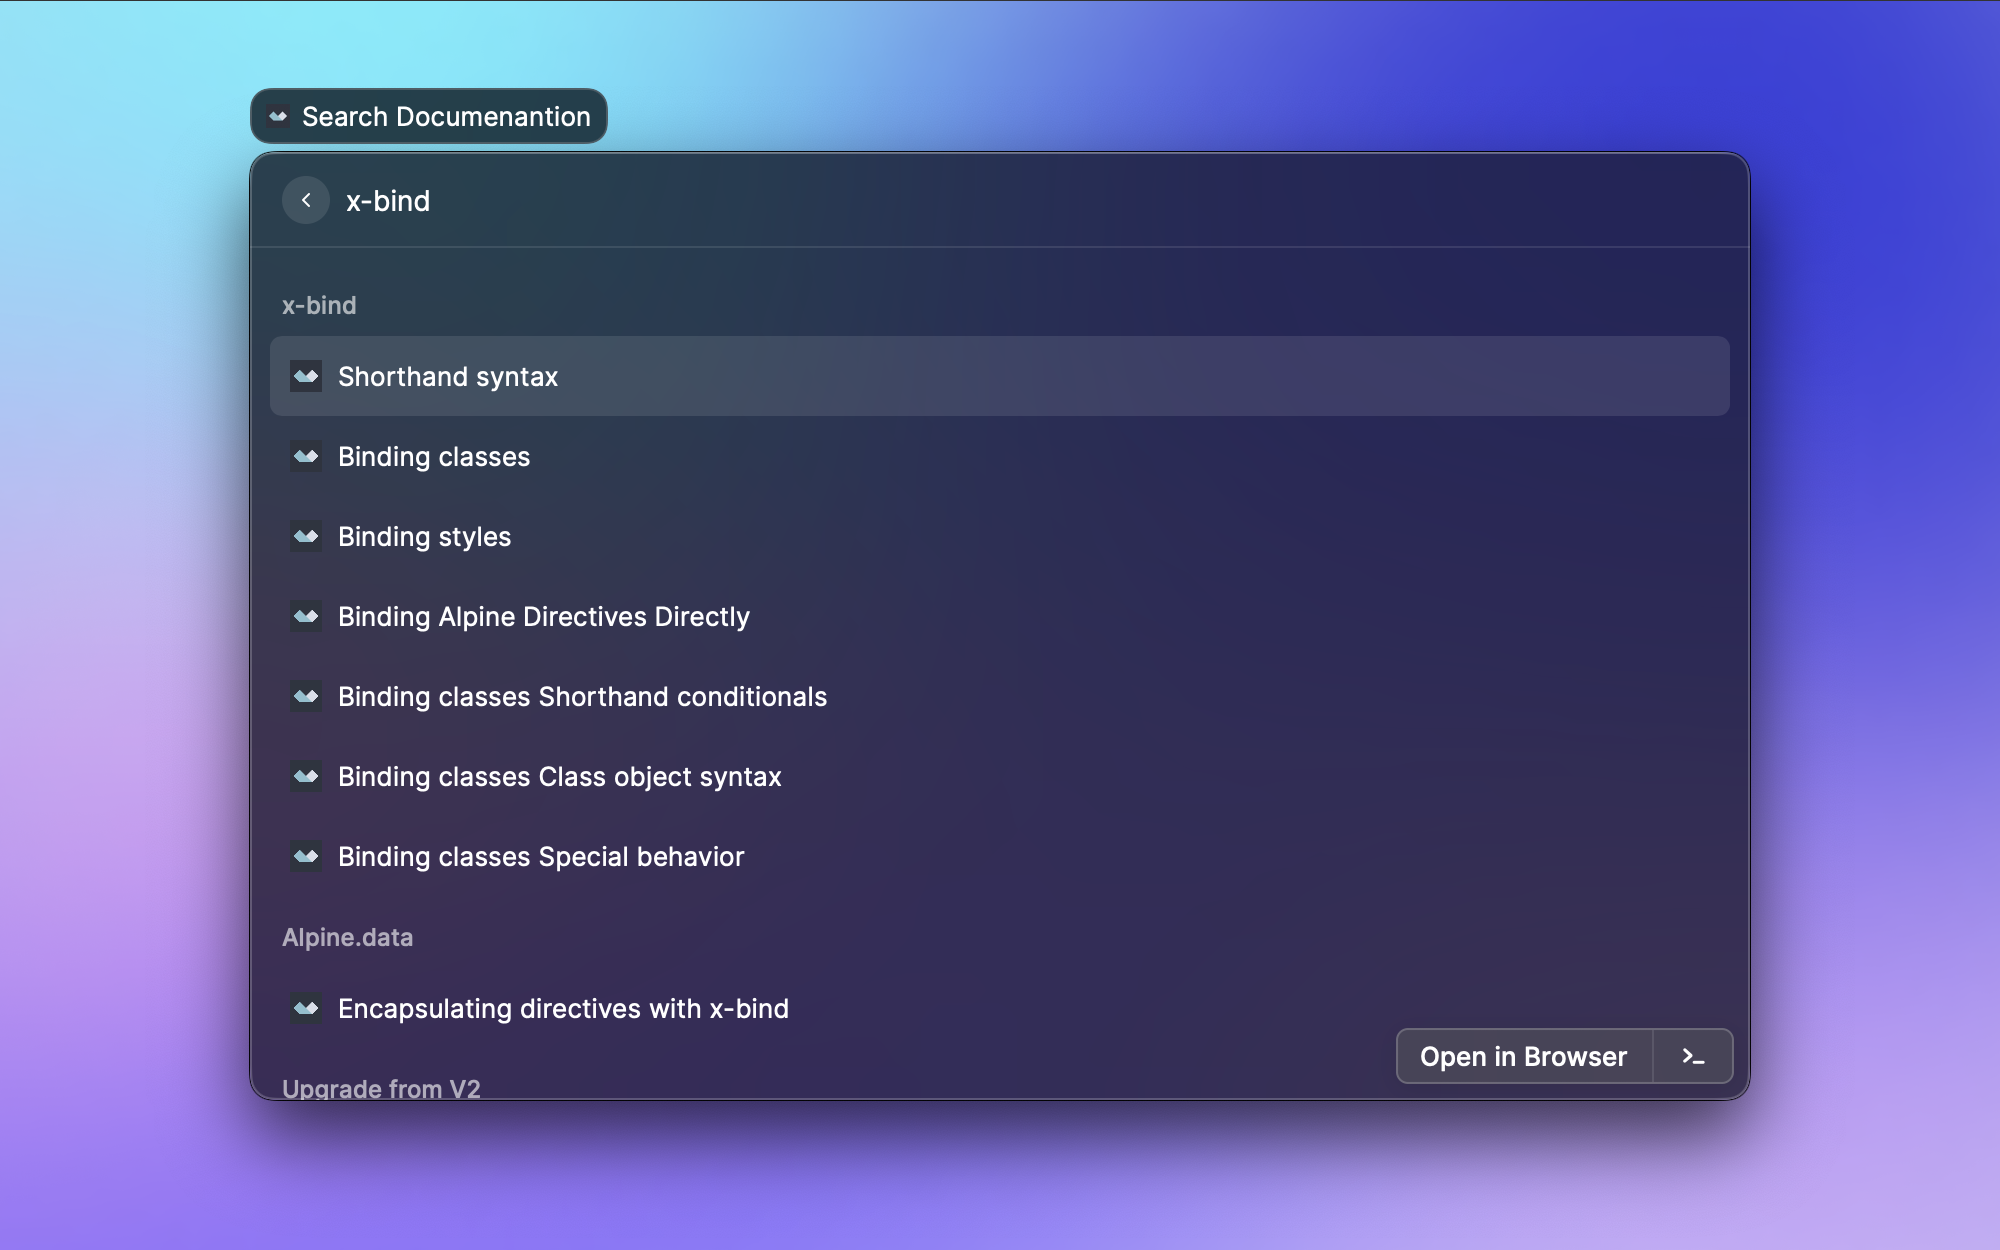 Search Documenantion
x-bind
x-bind
Shorthand syntax
Binding classes
Binding styles
Binding Alpine Directives Directly
Binding classes Shorthand conditionals
Binding classes Class object syntax
Binding classes Special behavior
Alpine.data
Encapsulating directives with x-bind
Open in Browser
Upgrade from V2